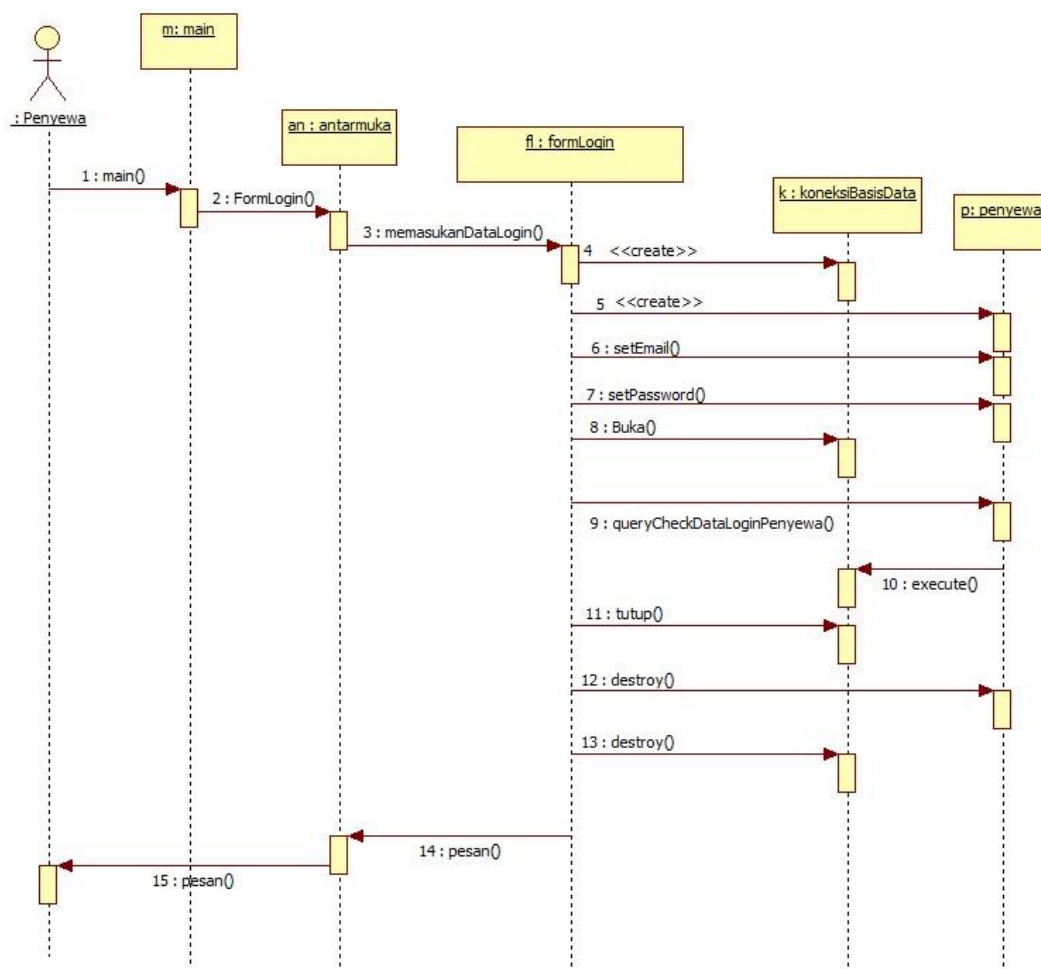 m: main
: Penyewa
an : antarmuka
fl : formLogin
k : koneksiBasisData
p: penyewa
1 : main()
2 : FormLogin()
3 : memasukanDataLogin()
4 <<create>>
5 <<create>>
6 : setEmail()
7 : setPassword()
8 : Buka()
9 : queryCheckDataLoginPenyewa()
10 : execute()
11 : tutup()
12 : destroy()
13 : destroy()
14 : pesan()
15 : pesan()